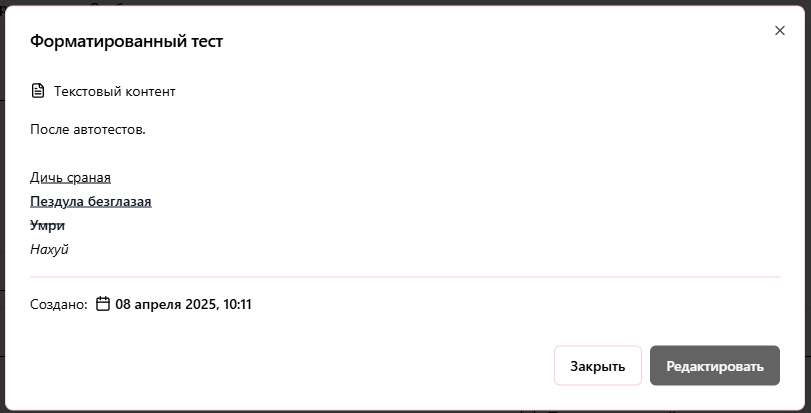 Форматированный тест
Текстовый контент
После автотестов.
Дичь сраная
Пездула безглазая
Умри
Нахуй
Создано: 08 апреля 2025, 10:11
Закрыть Редактировать